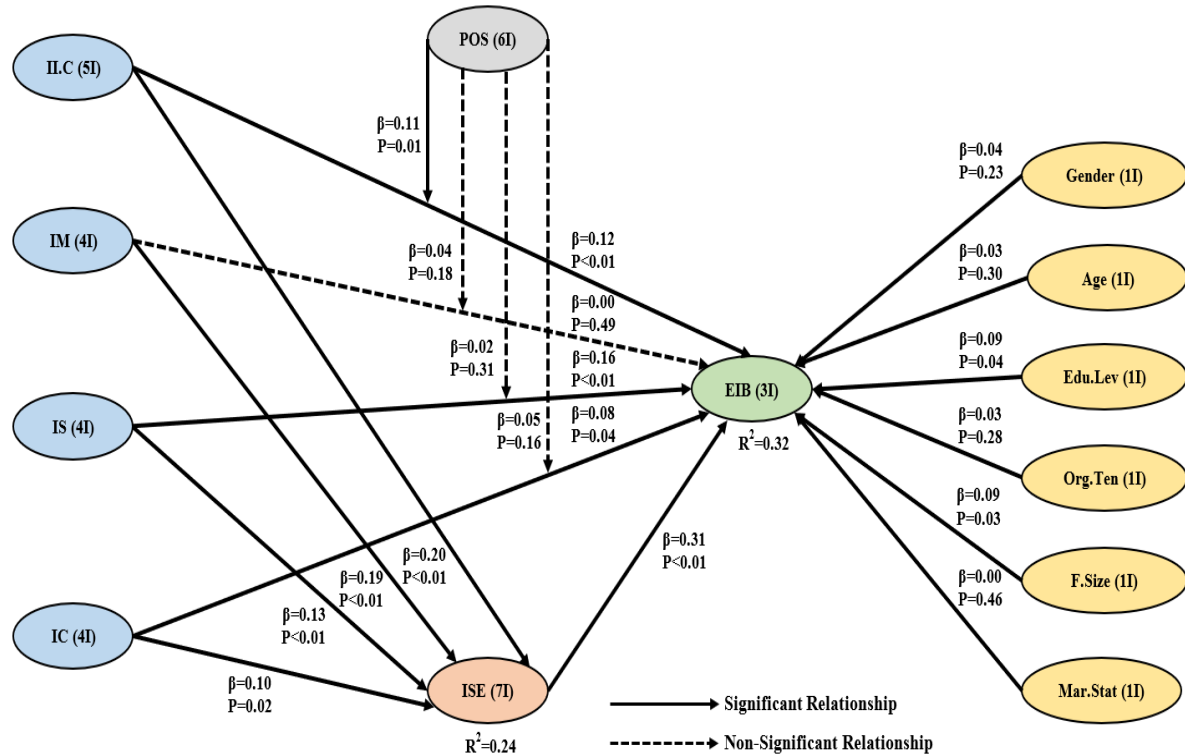 POS (6I)
II.C (5I)
β=0.11
P=0.01
Gender (1I)
β=0.04
P=0.23
IM (4I)
β=0.04
P=0.18
β=0.12
P<0.01
β=0.03
P=0.30
Age (1I)
β=0.00
P=0.49
β=0.02
P=0.31
β=0.16
P<0.01
β=0.09
P=0.04
EIB (3I)
R²=0.32
Edu.Lev (1I)
IS (4I)
β=0.05
P=0.16
β=0.08
P=0.04
β=0.03
P=0.28
Org.Ten (1I)
β=0.09
P=0.03
β=0.20
P<0.01
β=0.31
P<0.01
β=0.19
P<0.01
F.Size (1I)
β=0.00
P=0.46
β=0.13
P<0.01
IC (4I)
β=0.10
P=0.02
ISE (7I)
R²=0.24
Mar.Stat (1I)
Significant Relationship
Non-Significant Relationship